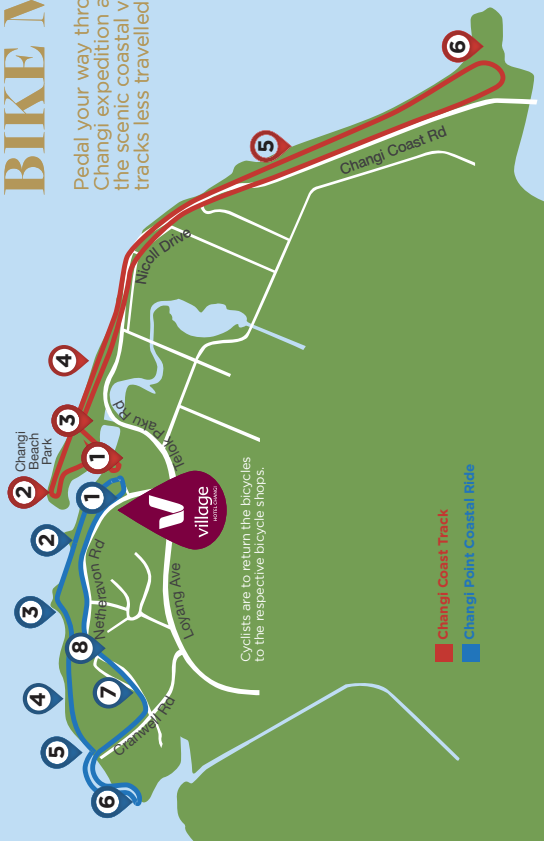 BIKE M
Pedal your way thro
Changi expedition a
the scenic coastal v
tracks less travelled
6
5
Changi Coast Rd
Nicoll Drive
4
3
Changi
Beach
Park
2
1
Telok Paku Rd
1
2
3
4
5
6
7
8
Netheravon Rd
Loyang Ave
Cranwell Rd
village
HOTEL CHANGI
Cyclists are to return the bicycles
to the respective bicycle shops.
Changi Coast Track
Changi Point Coastal Ride